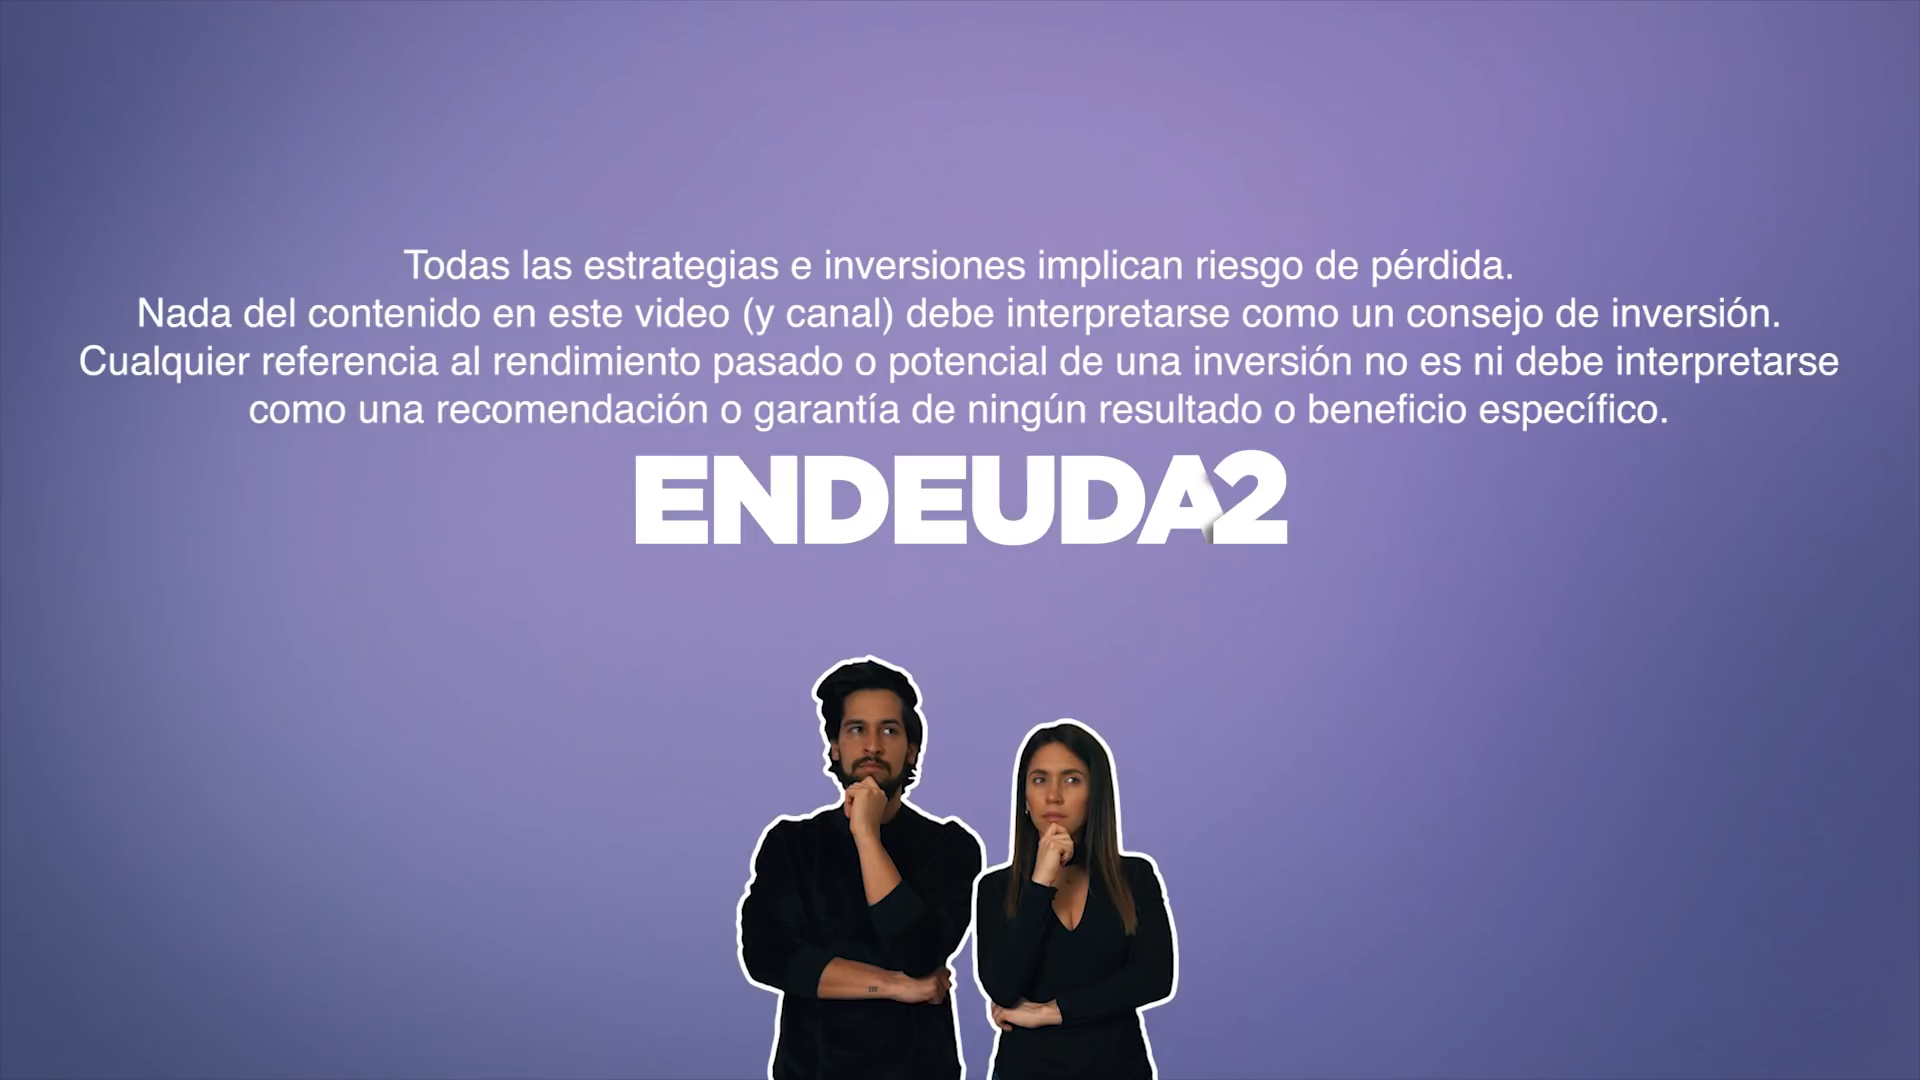 Todas las estrategias e inversiones implican riesgo de pérdida.
Nada del contenido en este video (y canal) debe interpretarse como un consejo de inversión.
Cualquier referencia al rendimiento pasado o potencial de una inversión no es ni debe interpretarse
como una recomendación o garantía de ningún resultado o beneficio específico.
ENDEUDA2